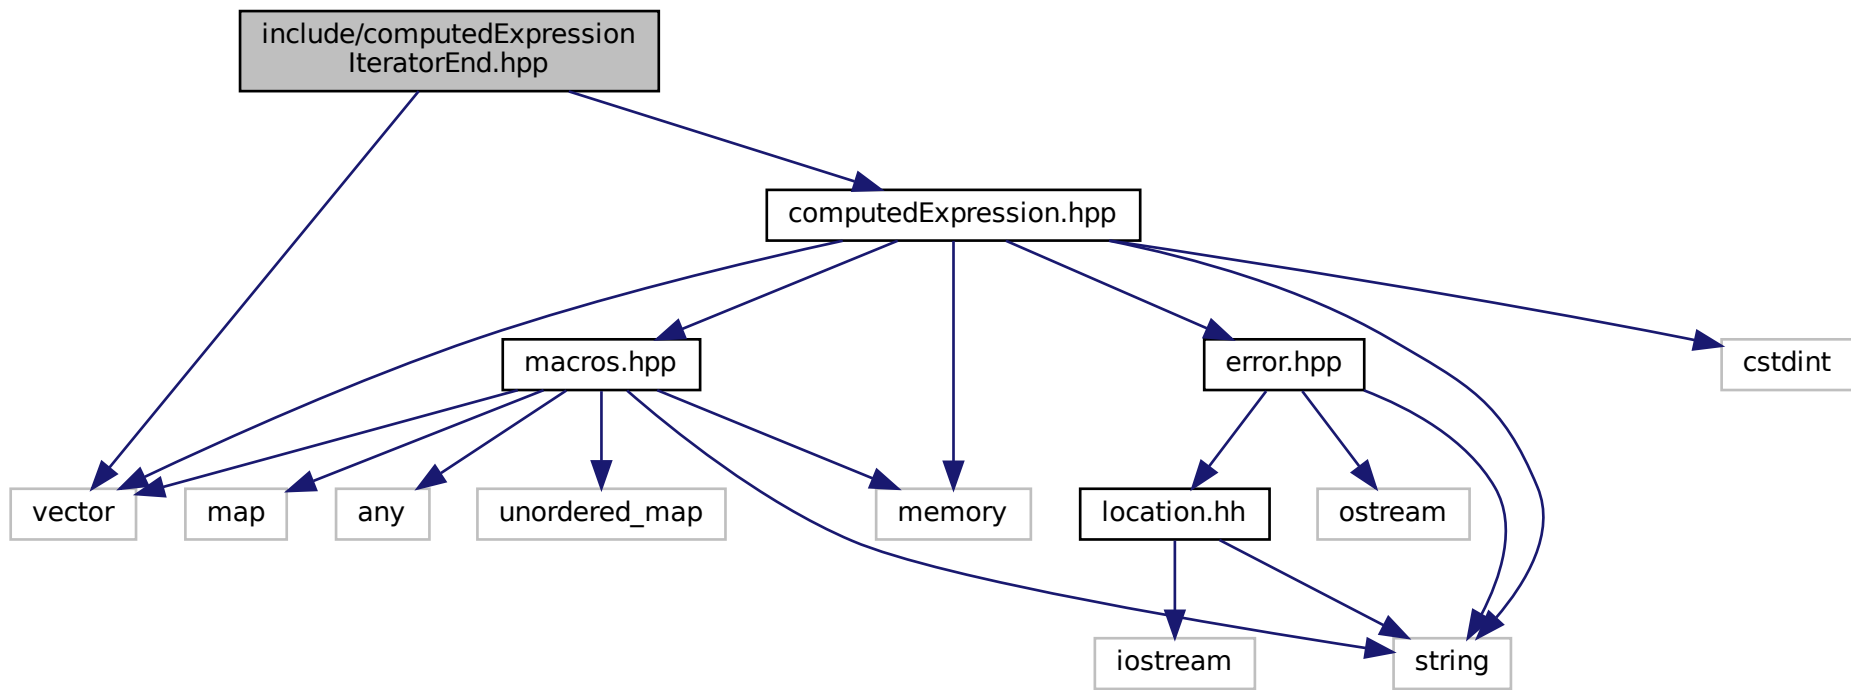 include/computedExpression
IteratorEnd.hpp
computedExpression.hpp
macros.hpp
error.hpp
cstdint
vector
map
any
unordered_map
memory
location.hh
ostream
iostream
string